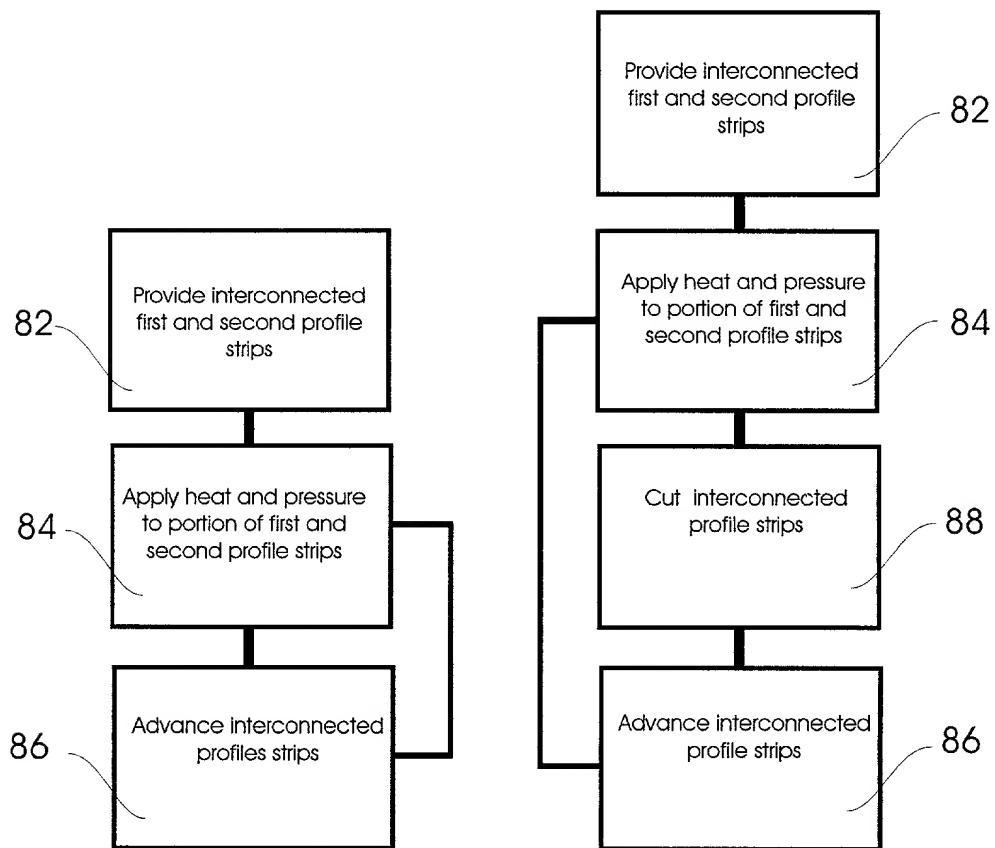 Provide interconnected
first and second profile
strips
82
Apply heat and pressure
to portion of first and
second profile strips
84
Advance interconnected
profiles strips
86
Provide interconnected
first and second profile
strips
82
Apply heat and pressure
to portion of first and
second profile strips
84
Cut interconnected
profile strips
88
Advance interconnected
profile strips
86